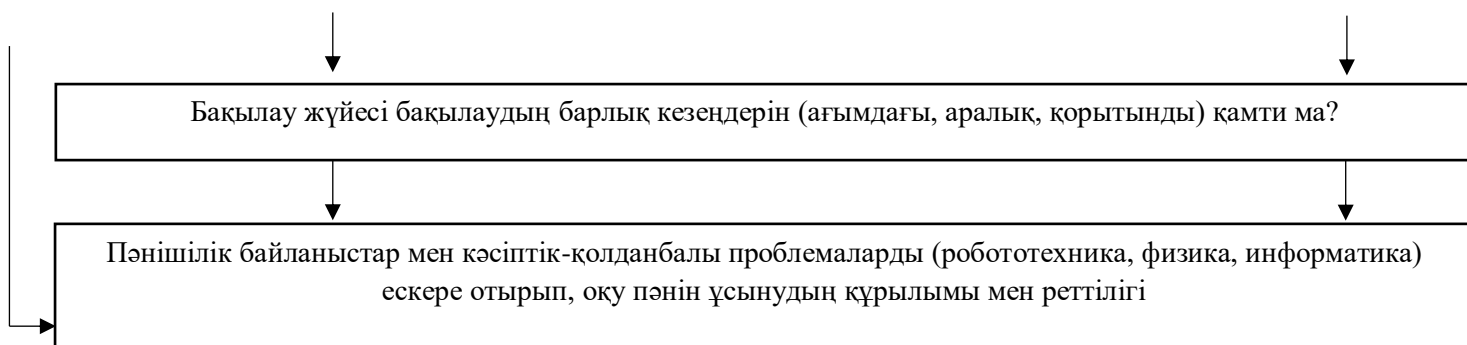 Бақылау жүйесі бақылаудың барлық кезеңдерін (ағымдағы, аралық, қорытынды) қамти ма?
Пәнішілік байланыстар мен кәсіптік-қолданбалы проблемаларды (робототехника, физика, информатика)
ескере отырып, оқу пәнін ұсынудың құрылымы мен реттілігі